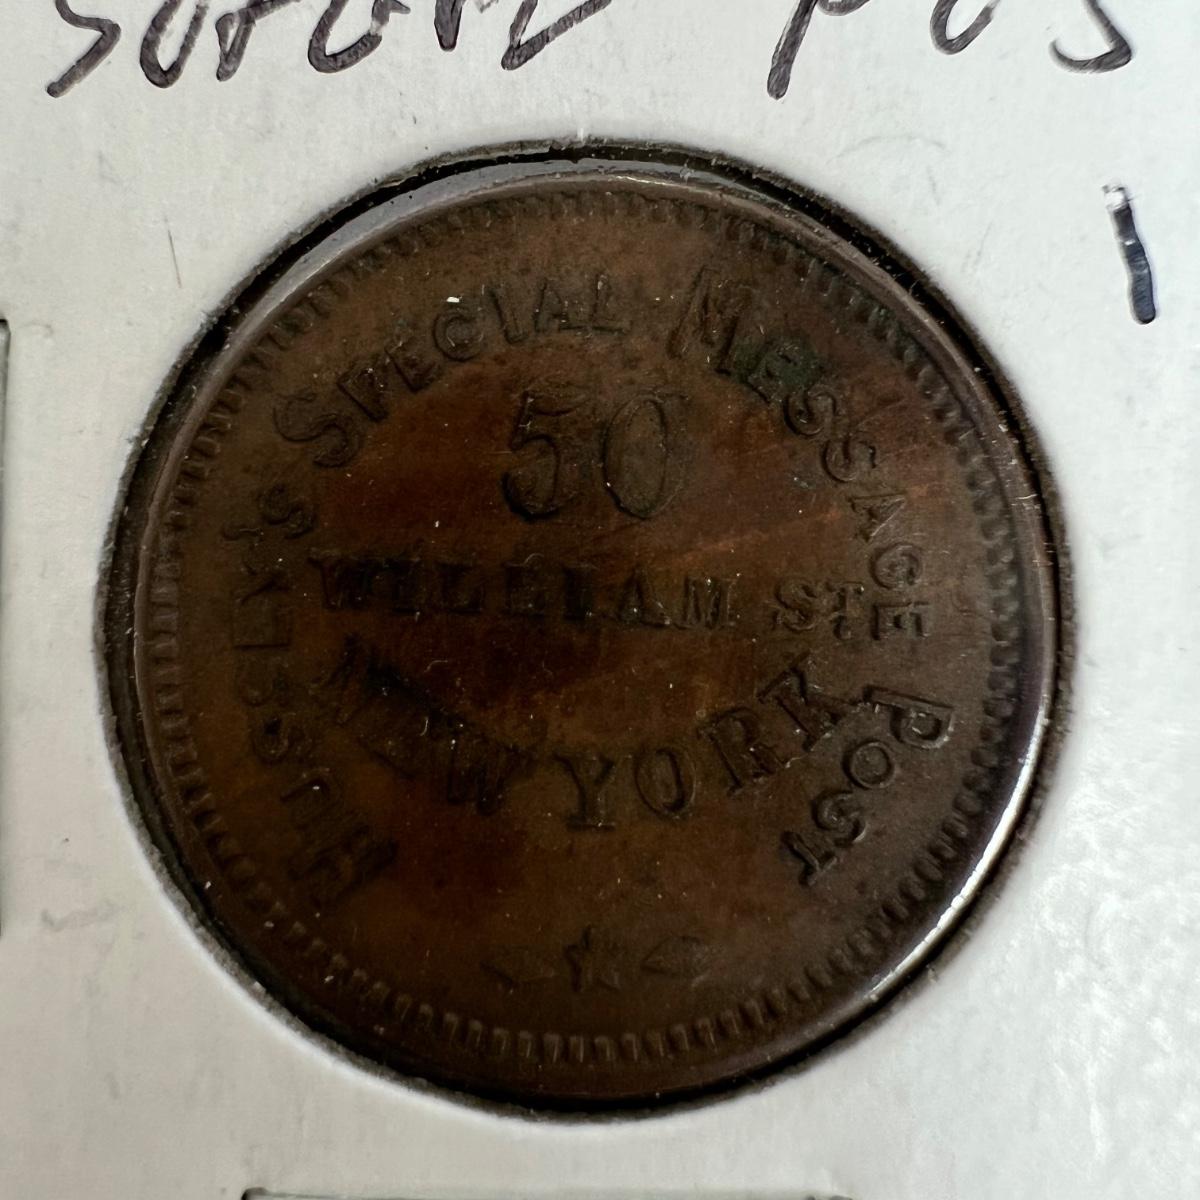 HUSSEY'S SPECIAL MESSAGE POST
50
WILLIAM ST.
NEW YORK